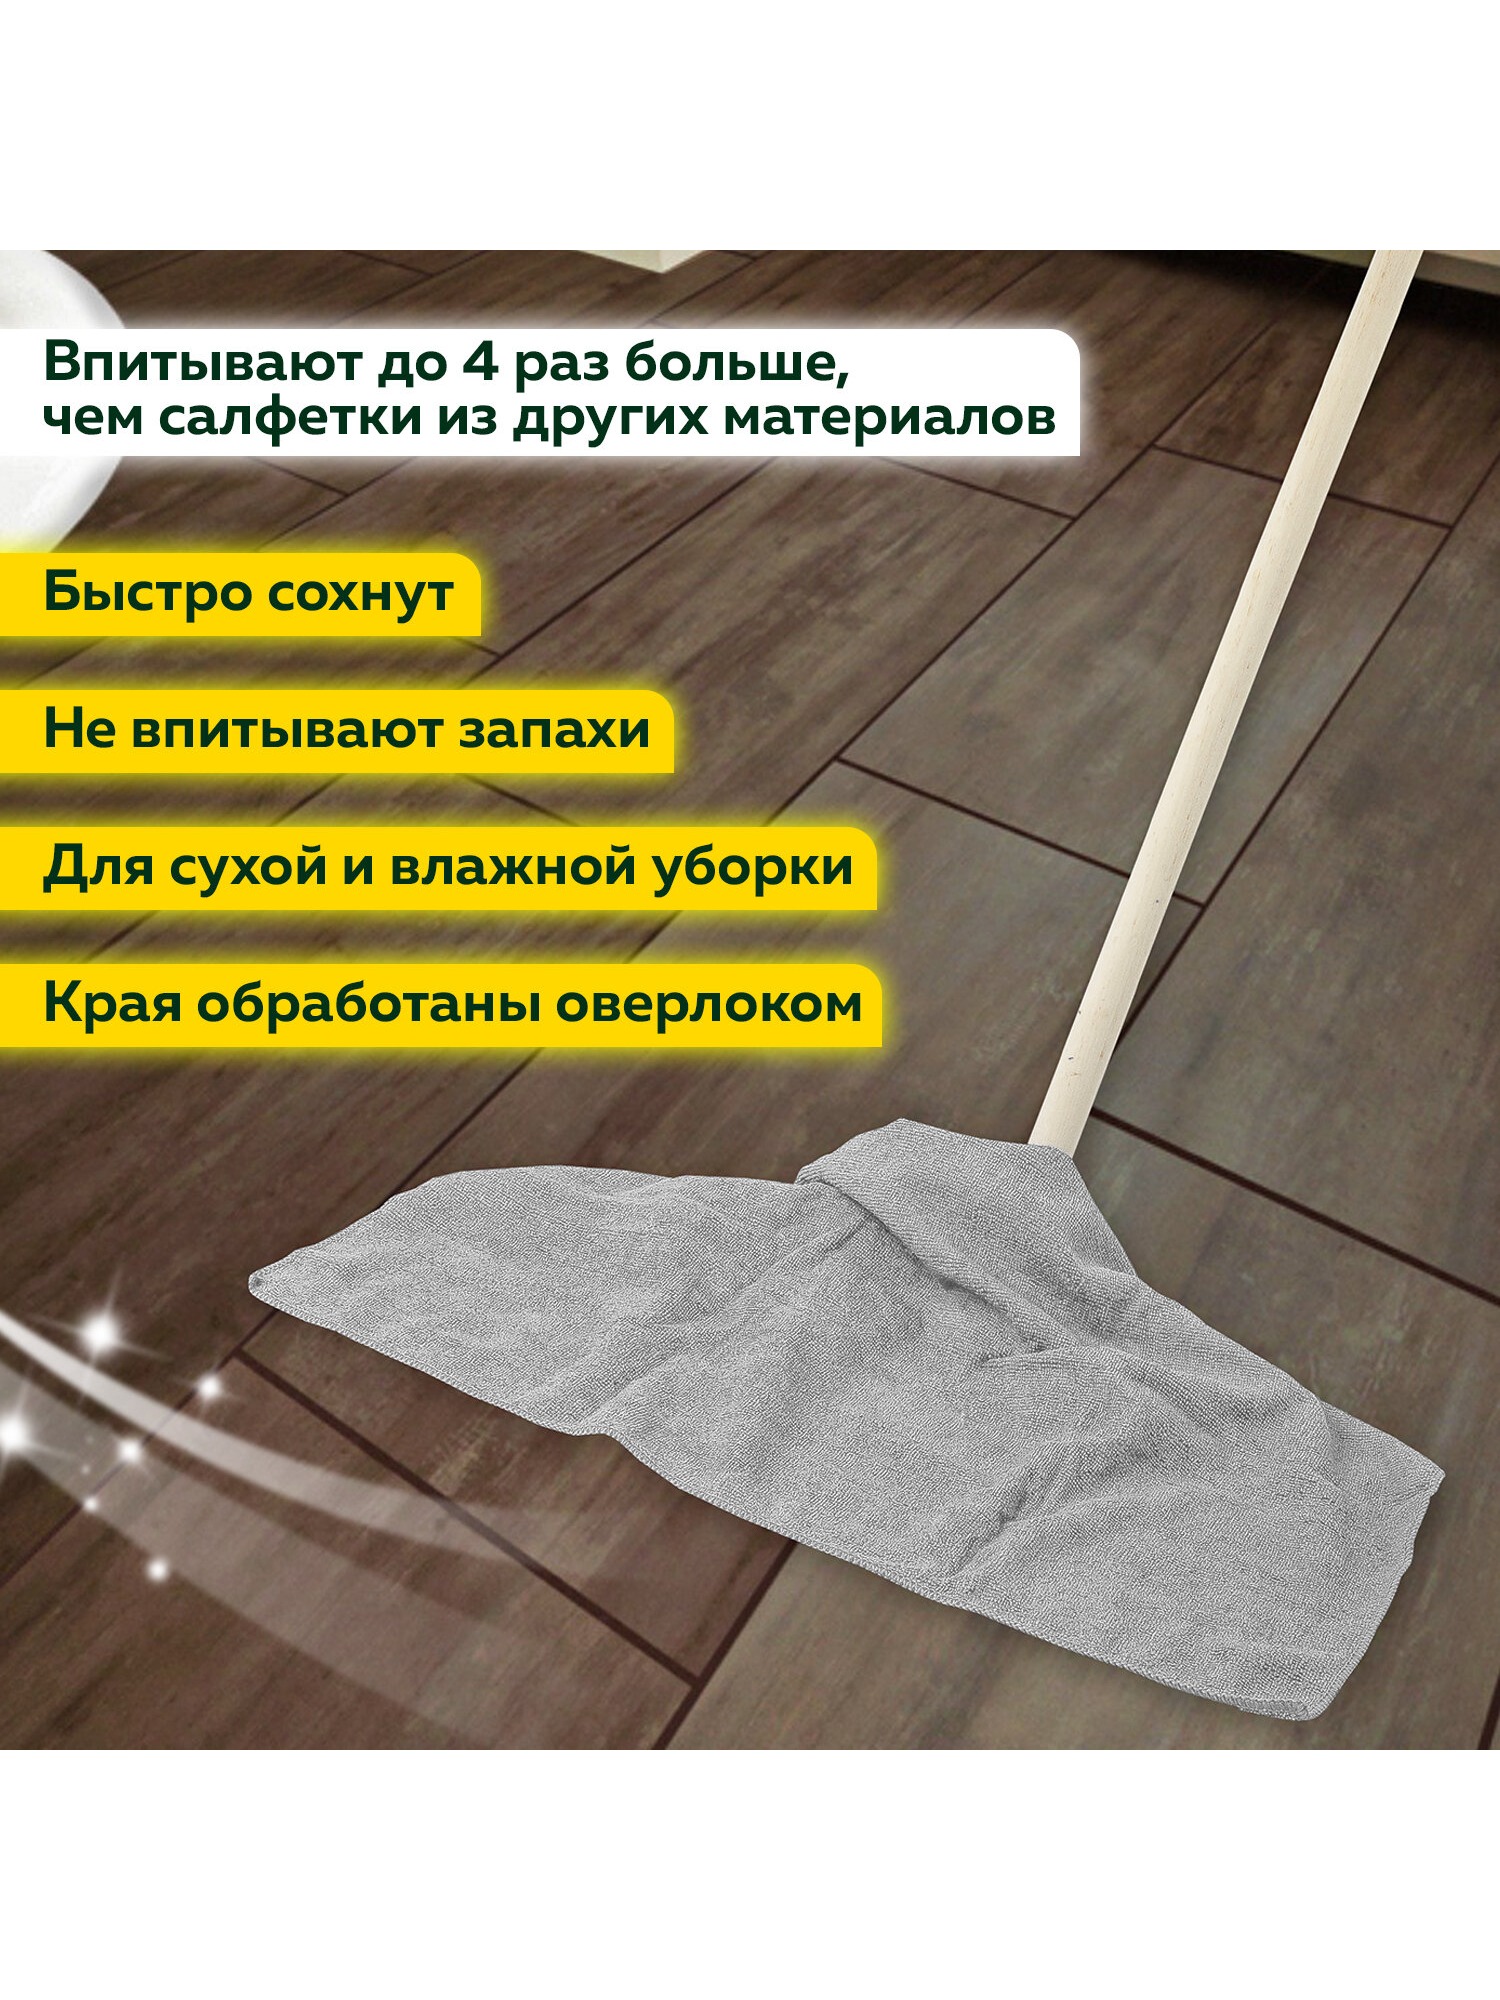 Впитывают до 4 раз больше,
чем салфетки из других материалов
Быстро сохнут
Не впитывают запахи
Для сухой и влажной уборки
Края обработаны оверлоком